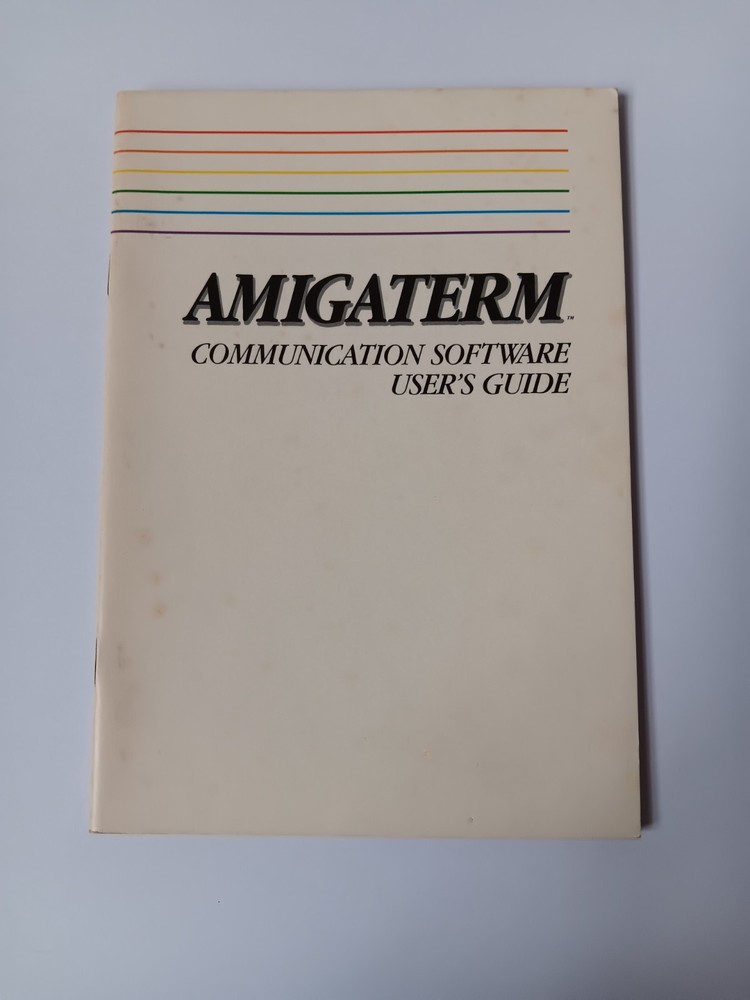 AMIGATERM™
COMMUNICATION SOFTWARE
USER'S GUIDE